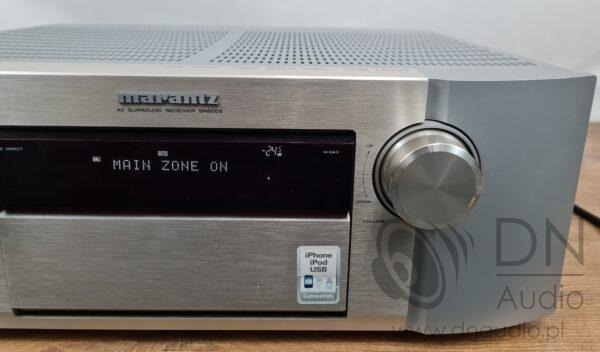 marantz
AV SURROUND RECEIVER SR6005
MAIN ZONE ON
M-DAX
UP
DOWN
VOLUME
iPhone
iPod
USB
Connection
DN
Audio
www.dnaudio.pl